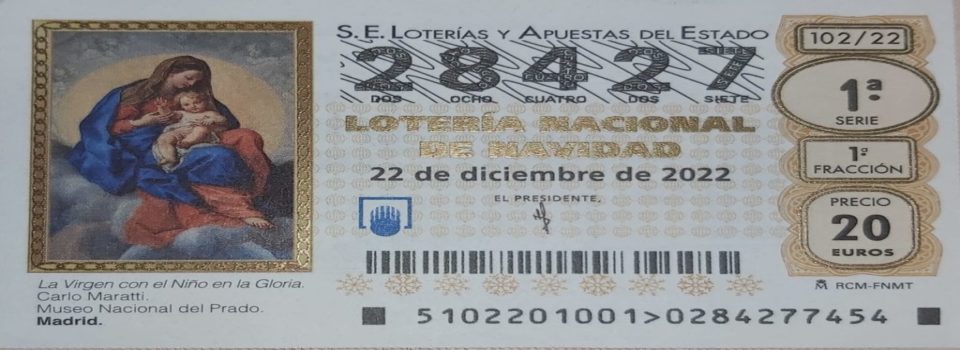 S.E. LOTERÍAS Y APUESTAS DEL ESTADO
28427
DOS OCHO CUATRO DOS SIETE
LOTERÍA NACIONAL
DE NAVIDAD
22 de diciembre de 2022
EL PRESIDENTE,
102/22
1ª
SERIE
1ª
FRACCIÓN
PRECIO
20
EUROS
RCM-FNMT
La Virgen con el Niño en la Gloria.
Carlo Maratti.
Museo Nacional del Prado.
Madrid.
5102201001>0284277454